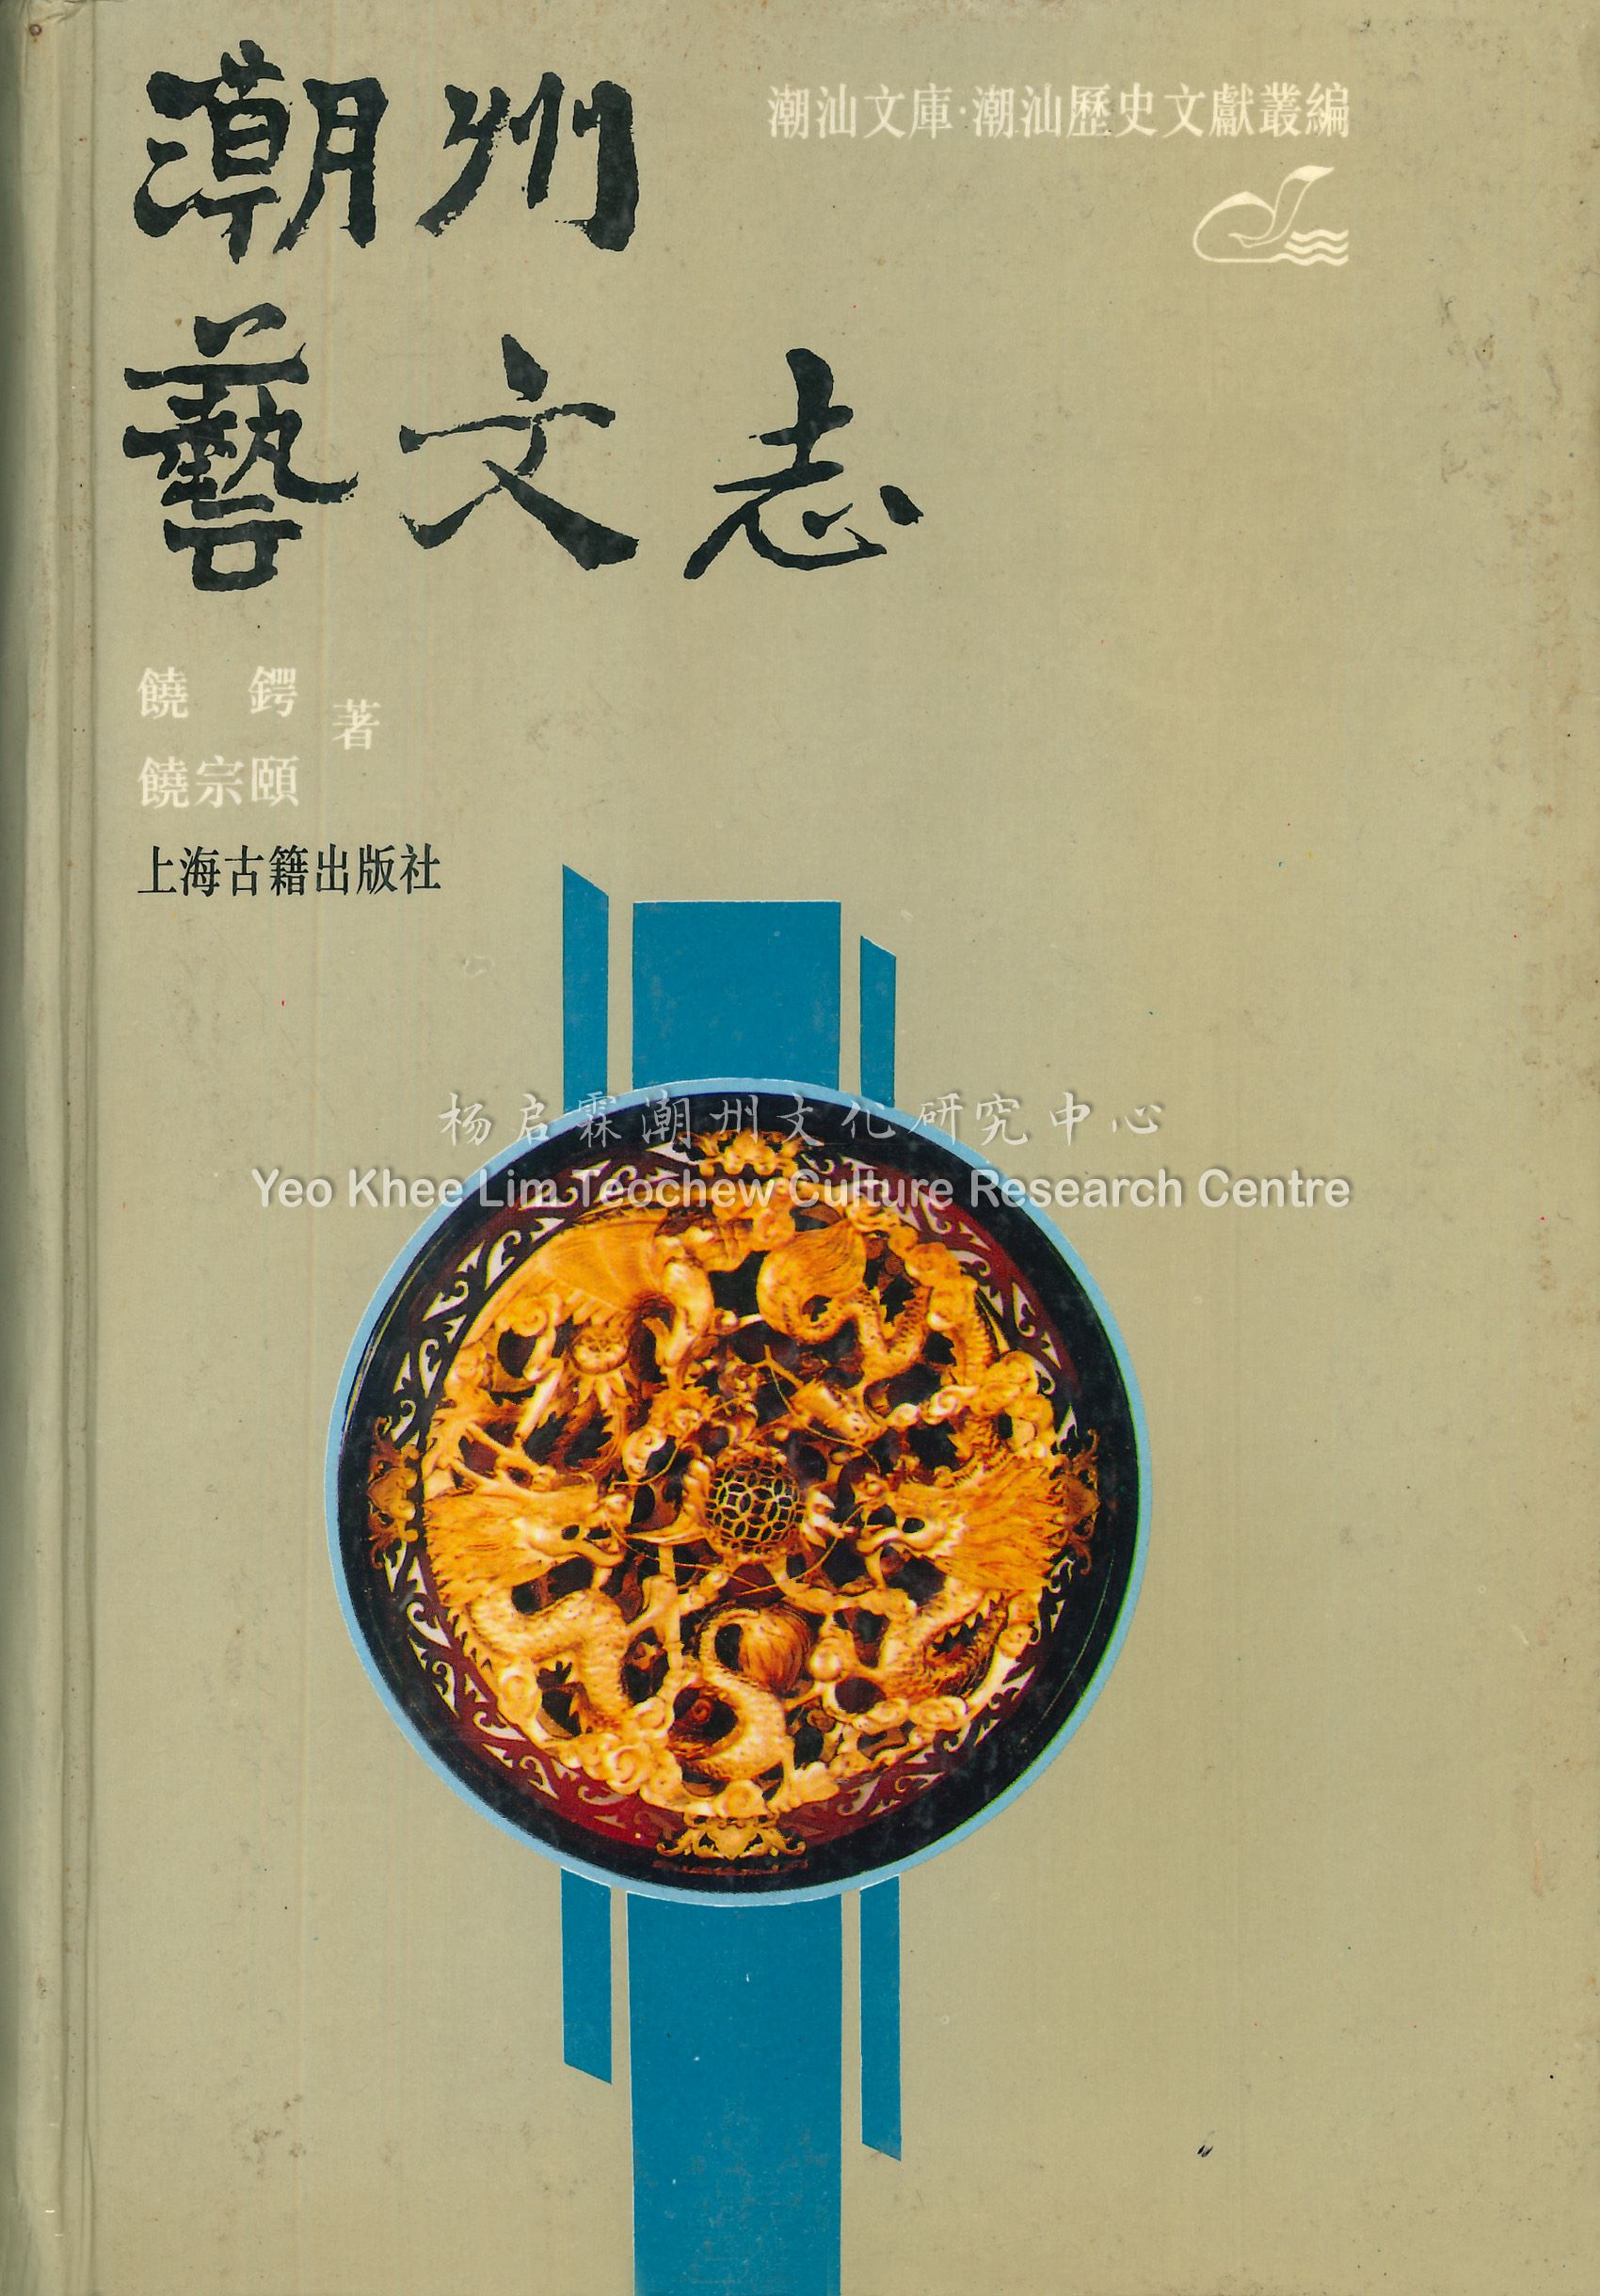 潮州
藝文志
潮汕文庫·潮汕歷史文獻叢編
饒 鍔
饒宗頤
著
上海古籍出版社
杨启霖潮州文化研究中心
Yeo Khee Lim Teochew Culture Research Centre